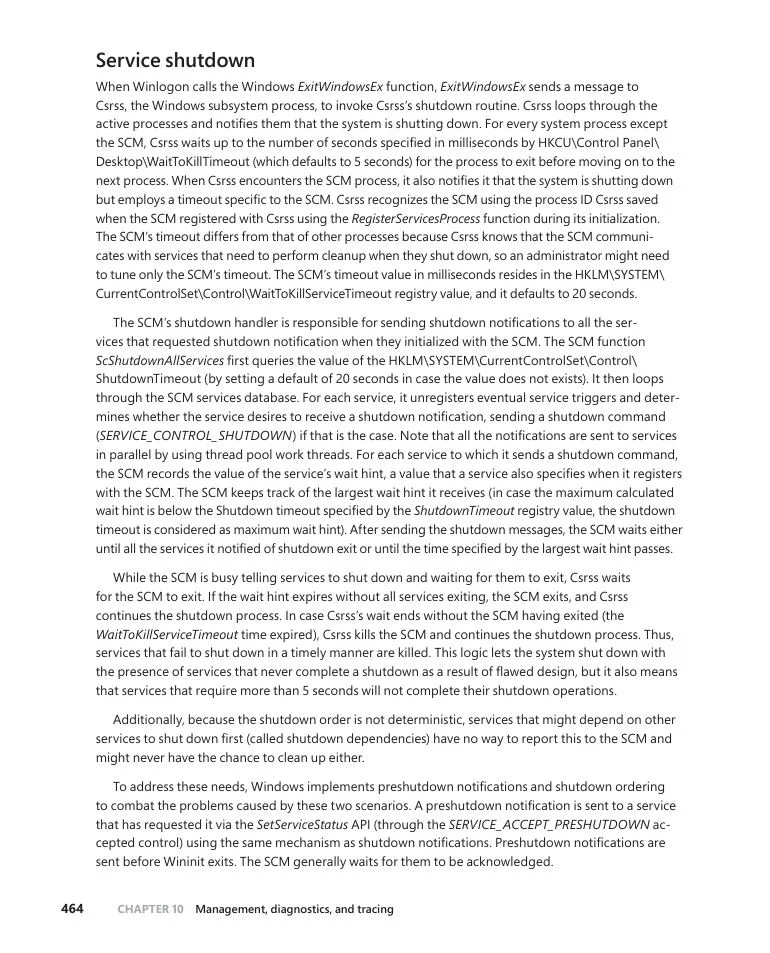 Service shutdown
When Winlogon calls the Windows ExitWindowsEx function, ExitWindowsEx sends a message to
Csrss, the Windows subsystem process, to invoke Csrss's shutdown routine. Csrss loops through the
active processes and notifies them that the system is shutting down. For every system process except
the SCM, Csrss waits up to the number of seconds specified in milliseconds by HKCU\Control Panel\
Desktop\WaitToKillTimeout (which defaults to 5 seconds) for the process to exit before moving on to the
next process. When Csrss encounters the SCM process, it also notifies it that the system is shutting down
but employs a timeout specific to the SCM. Csrss recognizes the SCM using the process ID Csrss saved
when the SCM registered with Csrss using the RegisterServicesProcess function during its initialization.
The SCM's timeout differs from that of other processes because Csrss knows that the SCM communi-
cates with services that need to perform cleanup when they shut down, so an administrator might need
to tune only the SCM's timeout. The SCM's timeout value in milliseconds resides in the HKLM\SYSTEM\
CurrentControlSet\Control\WaitToKillServiceTimeout registry value, and it defaults to 20 seconds.
The SCM's shutdown handler is responsible for sending shutdown notifications to all the ser-
vices that requested shutdown notification when they initialized with the SCM. The SCM function
ScShutdownAllServices first queries the value of the HKLM\SYSTEM\CurrentControlSet\Control\
ShutdownTimeout (by setting a default of 20 seconds in case the value does not exists). It then loops
through the SCM services database. For each service, it unregisters eventual service triggers and deter-
mines whether the service desires to receive a shutdown notification, sending a shutdown command
(SERVICE_CONTROL_SHUTDOWN) if that is the case. Note that all the notifications are sent to services
in parallel by using thread pool work threads. For each service to which it sends a shutdown command,
the SCM records the value of the service's wait hint, a value that a service also specifies when it registers
with the SCM. The SCM keeps track of the largest wait hint it receives (in case the maximum calculated
wait hint is below the Shutdown timeout specified by the ShutdownTimeout registry value, the shutdown
timeout is considered as maximum wait hint). After sending the shutdown messages, the SCM waits either
until all the services it notified of shutdown exit or until the time specified by the largest wait hint passes.
While the SCM is busy telling services to shut down and waiting for them to exit, Csrss waits
for the SCM to exit. If the wait hint expires without all services exiting, the SCM exits, and Csrss
continues the shutdown process. In case Csrss's wait ends without the SCM having exited (the
WaitToKillServiceTimeout time expired), Csrss kills the SCM and continues the shutdown process. Thus,
services that fail to shut down in a timely manner are killed. This logic lets the system shut down with
the presence of services that never complete a shutdown as a result of flawed design, but it also means
that services that require more than 5 seconds will not complete their shutdown operations.
Additionally, because the shutdown order is not deterministic, services that might depend on other
services to shut down first (called shutdown dependencies) have no way to report this to the SCM and
might never have the chance to clean up either.
To address these needs, Windows implements preshutdown notifications and shutdown ordering
to combat the problems caused by these two scenarios. A preshutdown notification is sent to a service
that has requested it via the SetServiceStatus API (through the SERVICE_ACCEPT_PRESHUTDOWN ac-
cepted control) using the same mechanism as shutdown notifications. Preshutdown notifications are
sent before Wininit exits. The SCM generally waits for them to be acknowledged.
464 CHAPTER 10 Management, diagnostics, and tracing